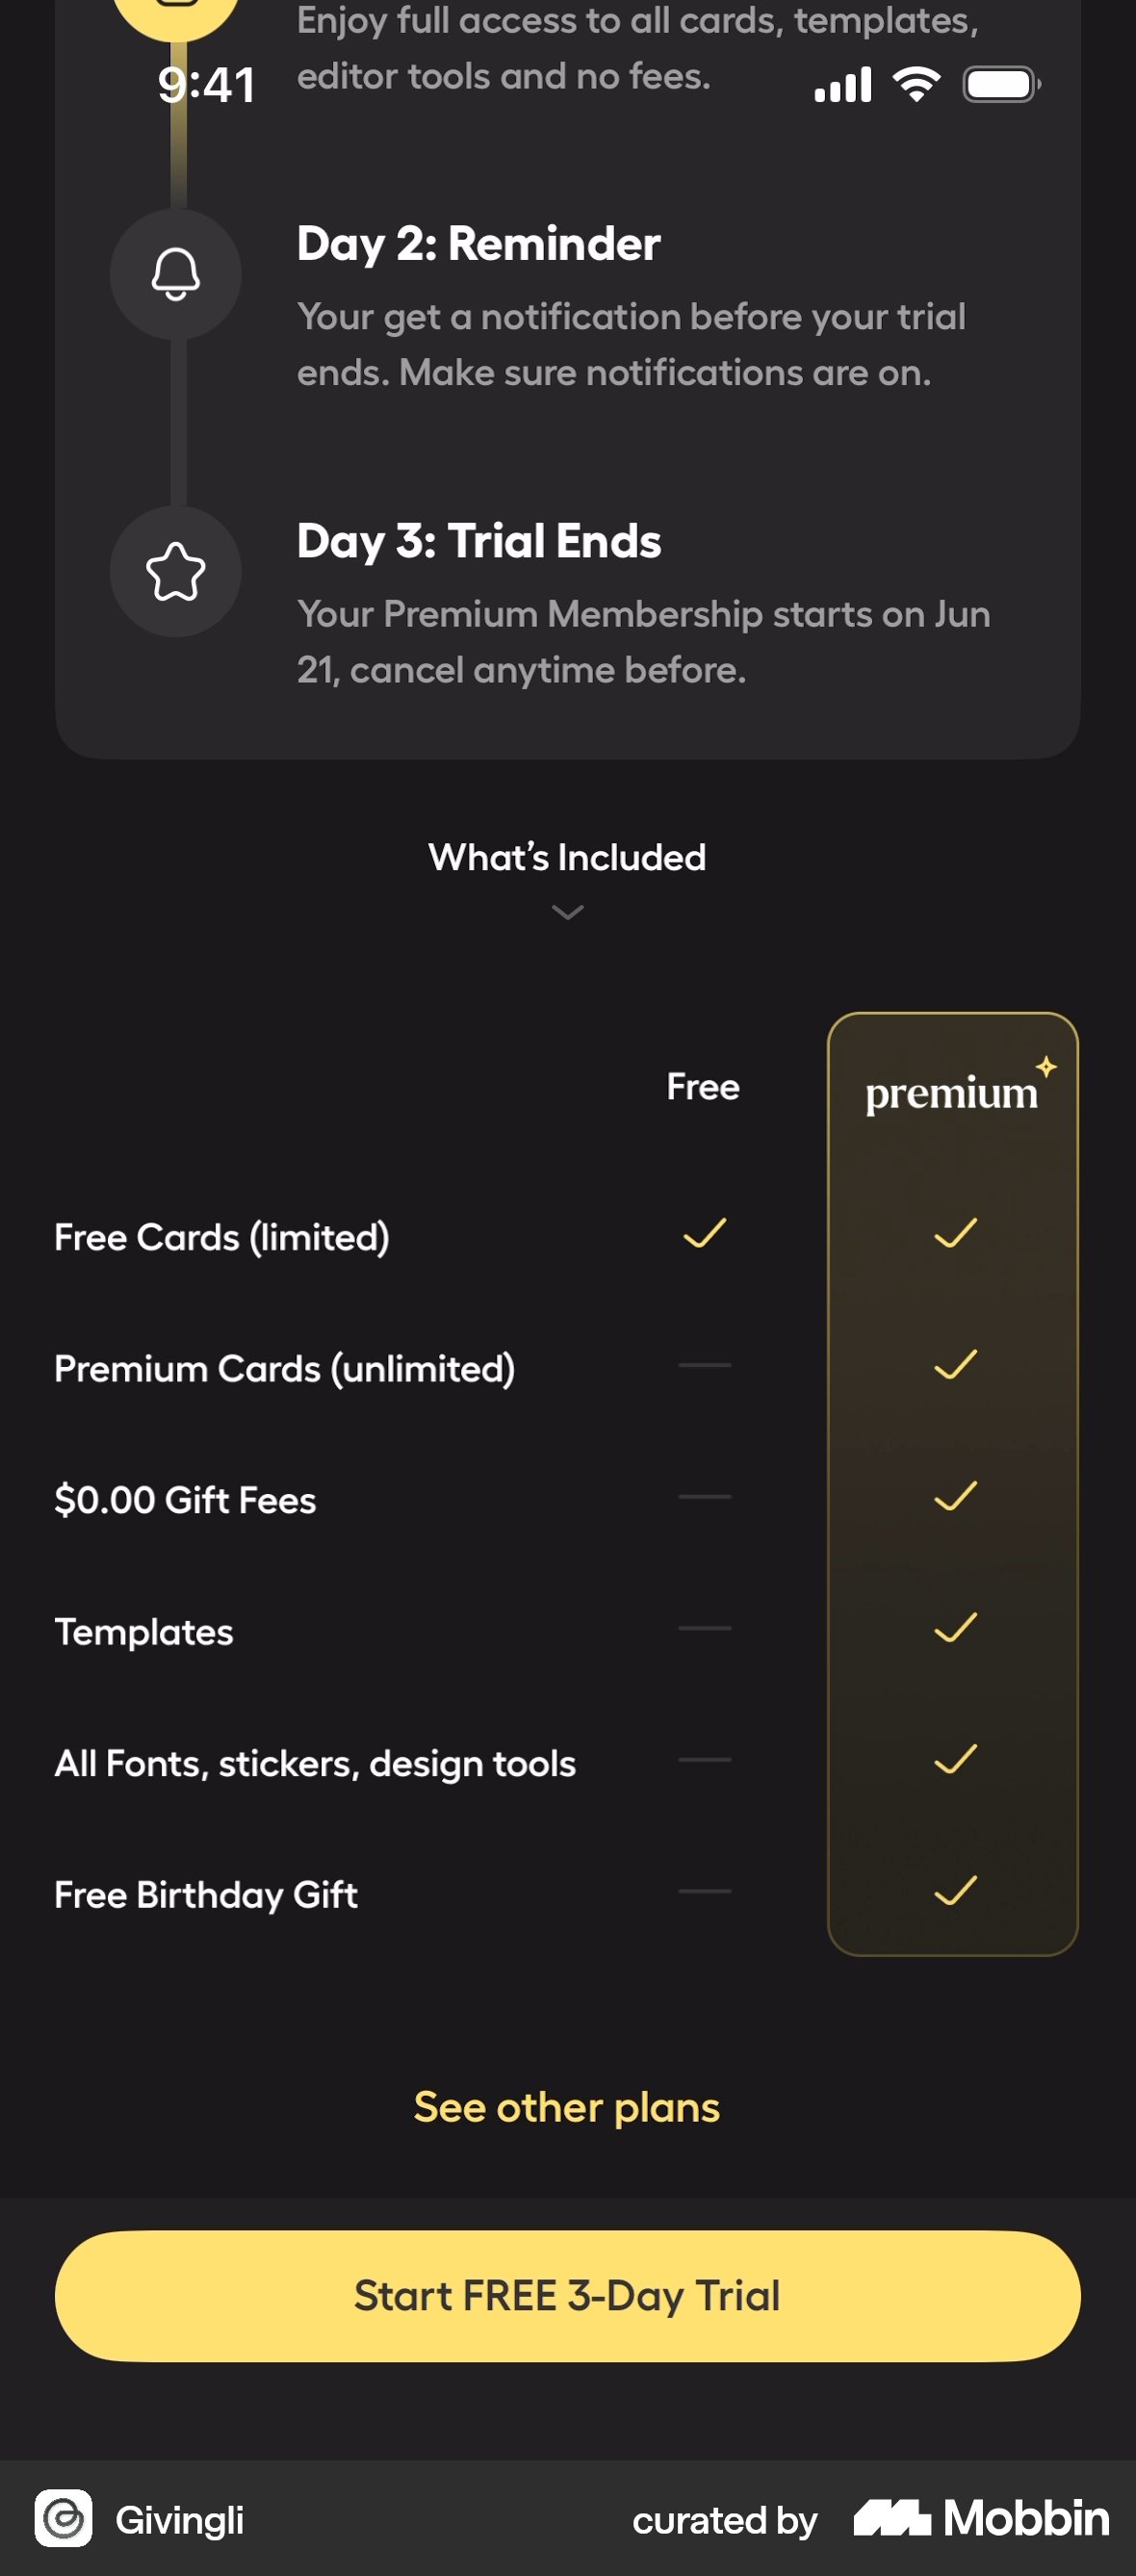 Enjoy full access to all cards, templates,
9:41
editor tools and no fees.
Day 2: Reminder
Your get a notification before your trial
ends. Make sure notifications are on.
Day 3: Trial Ends
Your Premium Membership starts on Jun
21, cancel anytime before.
What’s Included
Free
premium
Free Cards (limited)
Premium Cards (unlimited)
$0.00 Gift Fees
Templates
All Fonts, stickers, design tools
Free Birthday Gift
See other plans
Start FREE 3-Day Trial
Givingli
curated by Mobbin